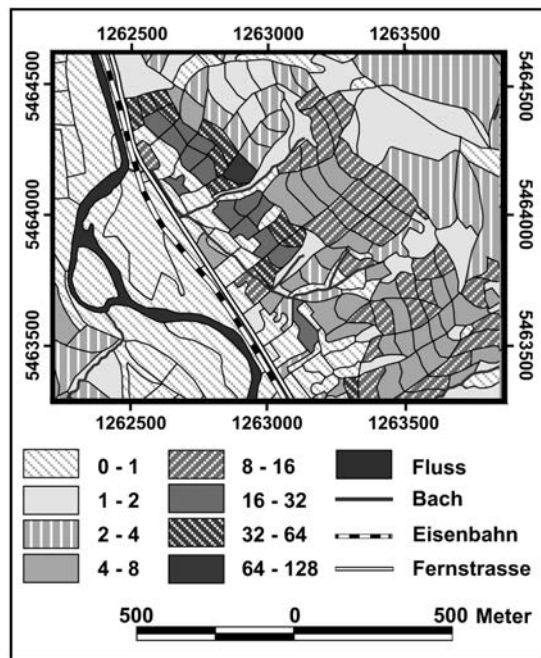 1262500 1263000 1263500
5464500 5464500
5464000 5464000
5463500 5463500
1262500 1263000 1263500
0 - 1 8 - 16 Fluss
1 - 2 16 - 32 Bach
2 - 4 32 - 64 Eisenbahn
4 - 8 64 - 128 Fernstrasse
500 0 500 Meter